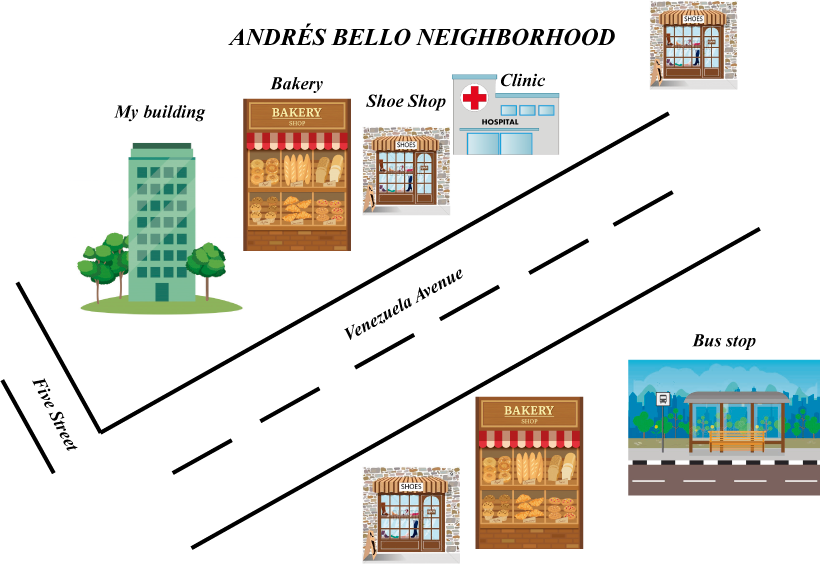 ANDRÉS BELLO NEIGHBORHOOD
SHOES
My building
Bakery
BAKERY
SHOP
Shoe Shop
SHOES
Clinic
HOSPITAL
Venezuela Avenue
Five Street
Bus stop
BAKERY
SHOP
SHOES